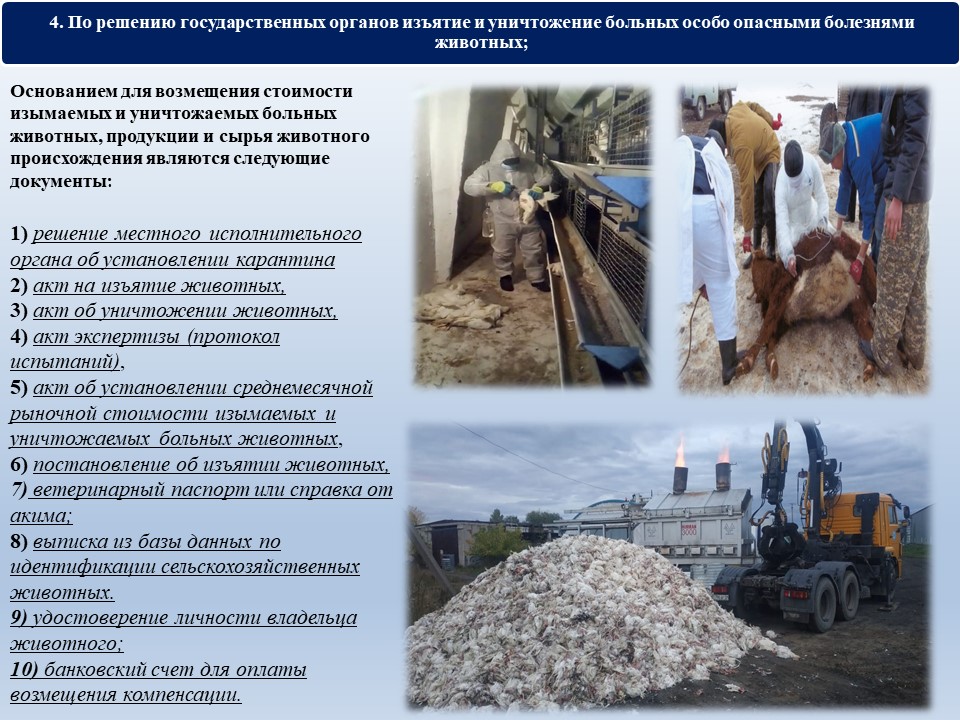 4. По решению государственных органов изъятие и уничтожение больных особо опасными болезнями
животных;
Основанием для возмещения стоимости
изымаемых и уничтожаемых больных
животных, продукции и сырья животного
происхождения являются следующие
документы:
1) решение местного исполнительного
органа об установлении карантина
2) акт на изъятие животных,
3) акт об уничтожении животных,
4) акт экспертизы (протокол
испытаний),
5) акт об установлении среднемесячной
рыночной стоимости изымаемых и
уничтожаемых больных животных,
6) постановление об изъятии животных,
7) ветеринарный паспорт или справка от
акима;
8) выписка из базы данных по
идентификации сельскохозяйственных
животных.
9) удостоверение личности владельца
животного;
10) банковский счет для оплаты
возмещения компенсации.